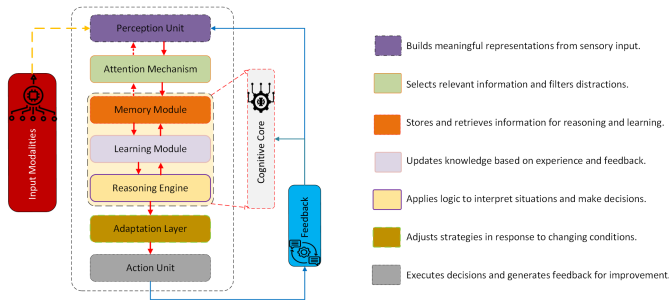 Perception Unit
Attention Mechanism
Memory Module
Learning Module
Reasoning Engine
Adaptation Layer
Action Unit
Input Modalities
Cognitive Core
Feedback
Builds meaningful representations from sensory input.
Selects relevant information and filters distractions.
Stores and retrieves information for reasoning and learning.
Updates knowledge based on experience and feedback.
Applies logic to interpret situations and make decisions.
Adjusts strategies in response to changing conditions.
Executes decisions and generates feedback for improvement.